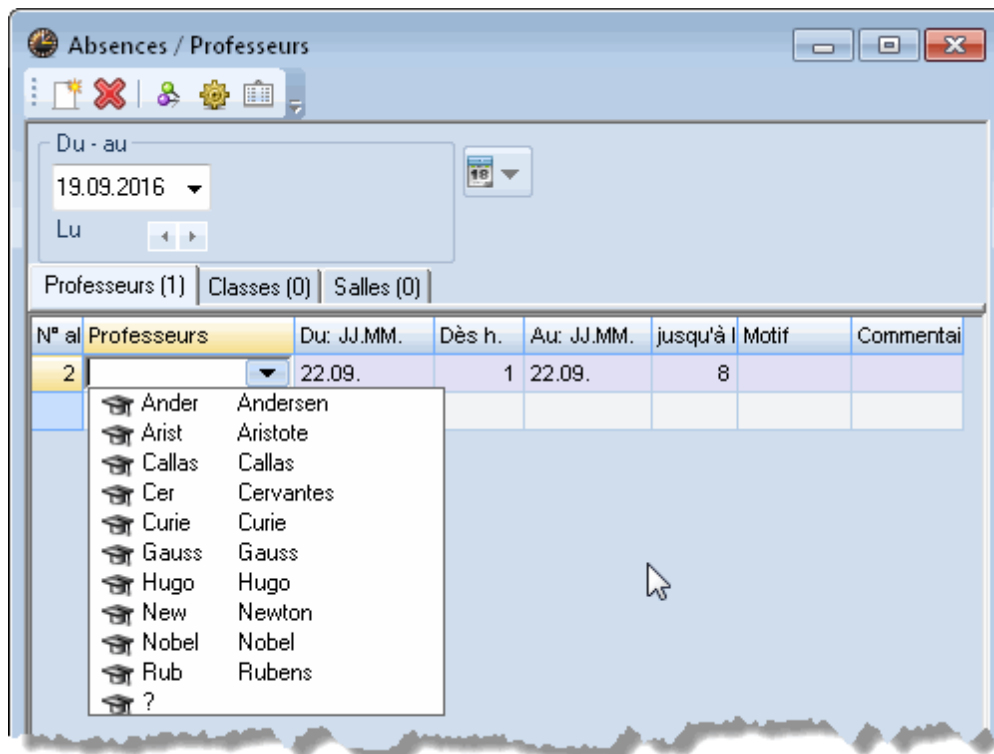 Absences / Professeurs
Du - au
19.09.2016
18
Lu
Professeurs (1) Classes (0) Salles (0)
N° al Professeurs Du: JJ.MM. Dès h. Au: JJ.MM. jusqu'à l Motif Commentai
2 22.09. 1 22.09. 8
Ander Andersen
Arist Aristote
Callas Callas
Cer Cervantes
Curie Curie
Gauss Gauss
Hugo Hugo
New Newton
Nobel Nobel
Rub Rubens
?